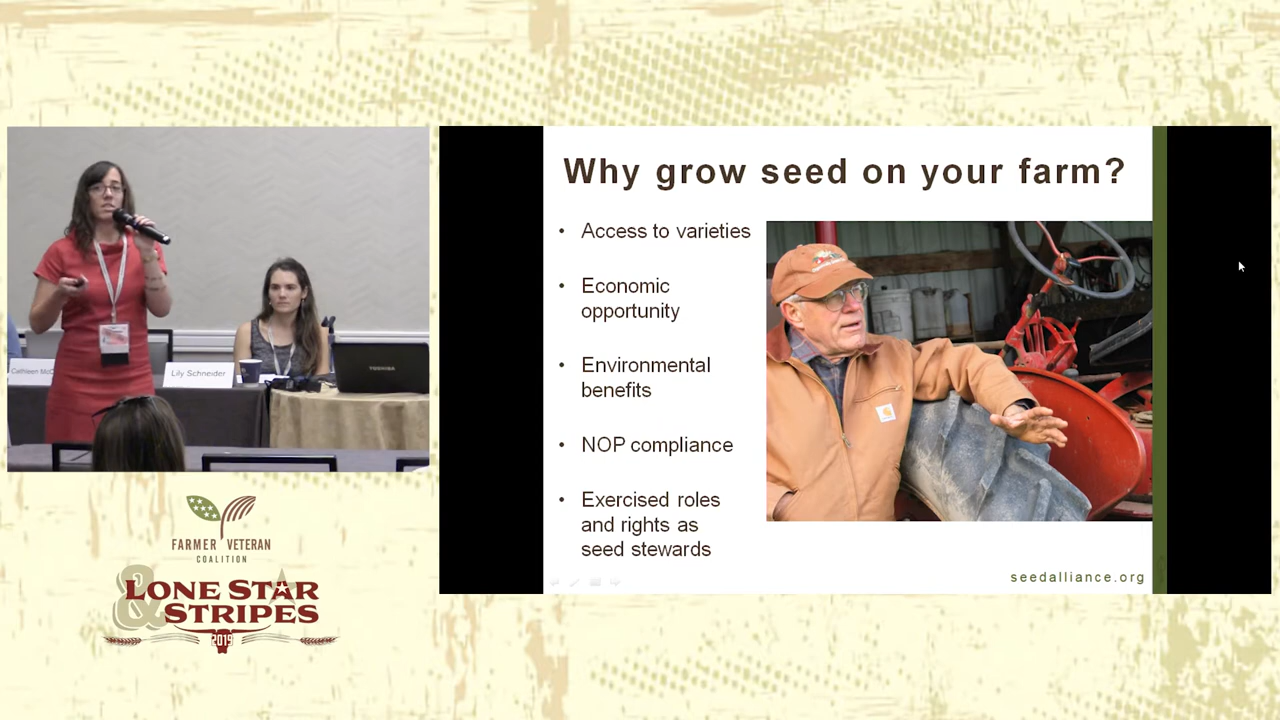 Why grow seed on your farm?
• Access to varieties
• Economic
opportunity
• Environmental
benefits
• NOP compliance
• Exercised roles
and rights as
seed stewards
seedalliance.org
Lily Schneider
TOSHIBA
FARMER VETERAN
COALITION
LONE STAR
& STRIPES
2019